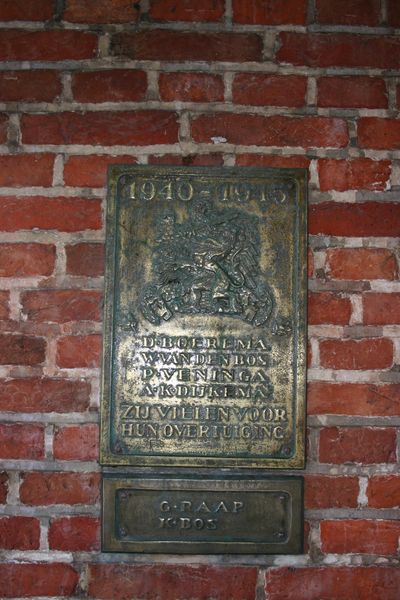 1940-1945
D·BOEREMA
W·VAN DEN BOS
P·VENINGA
A·K·DIJKEMA
ZIJ VIELEN VOOR
HUN OVERTUIGING
G·RAAP
K·BOS